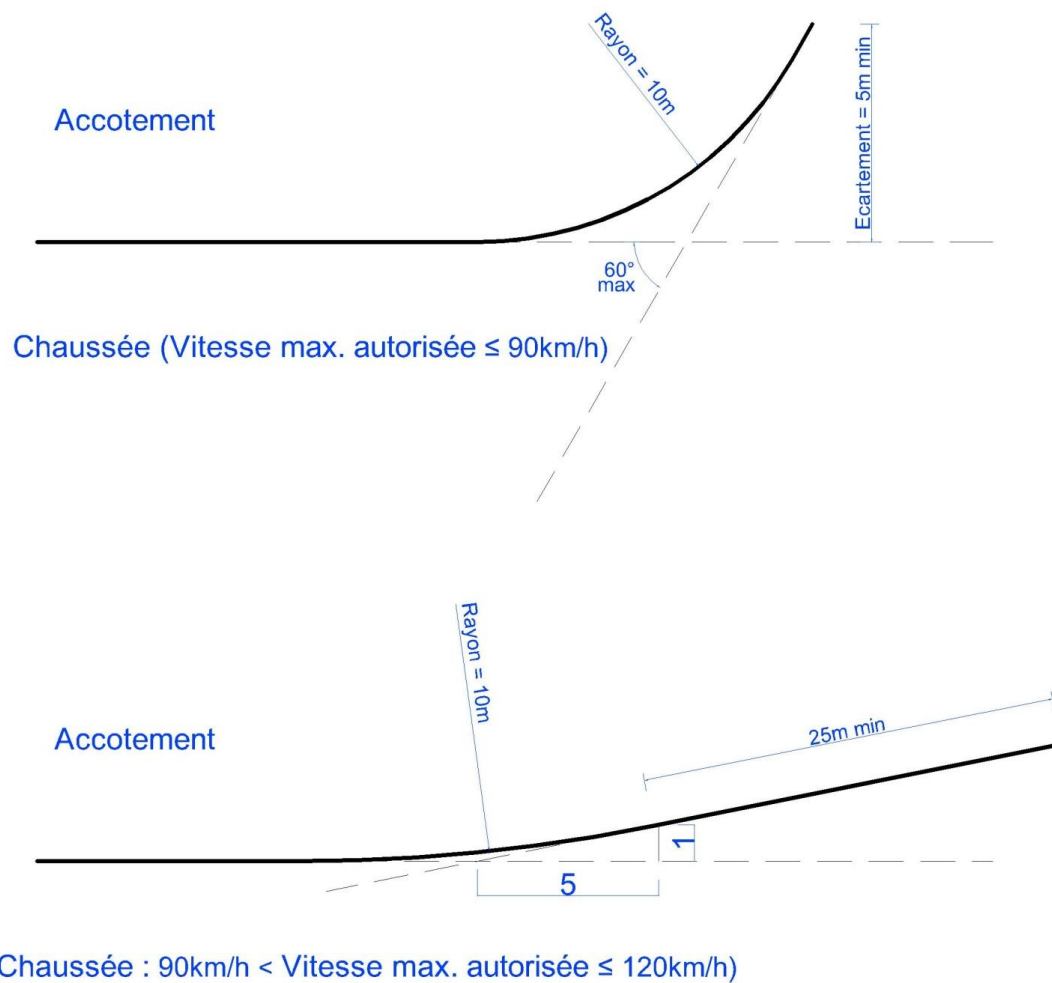 Rayon = 10m
Ecartement = 5m min
Accotement
60°
max
Chaussée (Vitesse max. autorisée ≤ 90km/h)
Rayon = 10m
Accotement
25m min
1
5
Chaussée : 90km/h < Vitesse max. autorisée ≤ 120km/h)